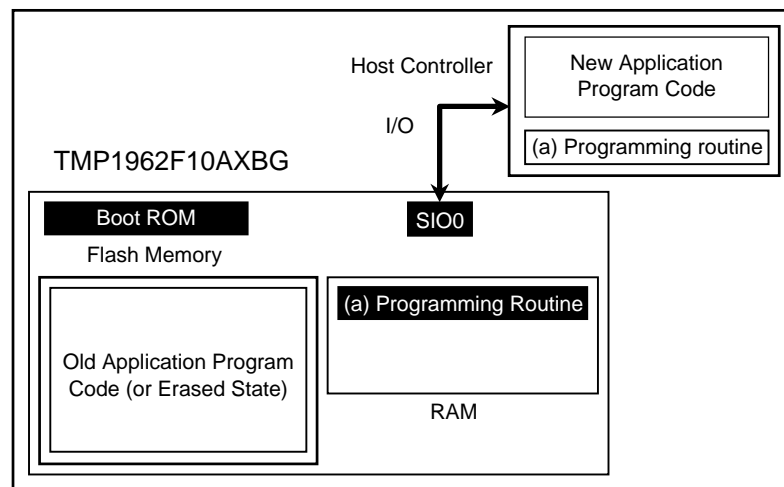 Host Controller
New Application
Program Code
I/O
(a) Programming routine
TMP1962F10AXBG
Boot ROM
SIO0
Flash Memory
(a) Programming Routine
Old Application Program
Code (or Erased State)
RAM